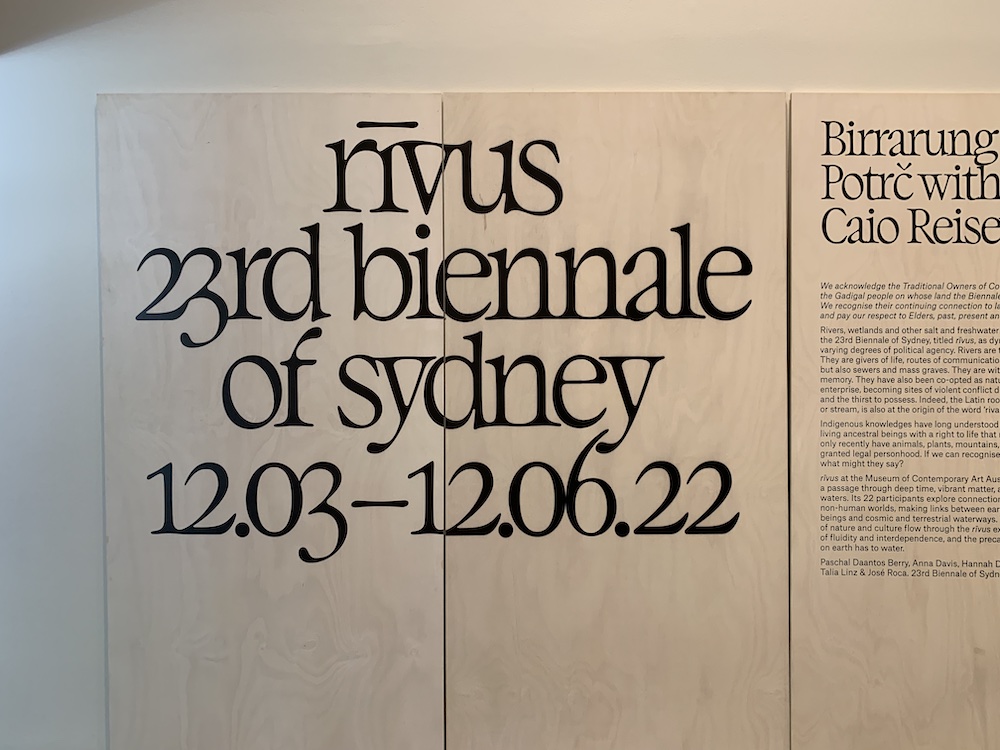 rīvus
23rd biennale
of sydney
12.03–12.06.22
Birrarung
Potrč with
Caio Reise
We acknowledge the Traditional Owners of Co
the Gadigal people on whose land the Biennale
We recognise their continuing connection to la
and pay our respect to Elders, past, present an
Rivers, wetlands and other salt and freshwater
the 23rd Biennale of Sydney, titled rīvus, as dy
varying degrees of political agency. Rivers are t
They are givers of life, routes of communicatio
but also sewers and mass graves. They are wit
memory. They have also been co-opted as natu
enterprise, becoming sites of violent conflict d
and the thirst to possess. Indeed, the Latin roo
or stream, is also at the origin of the word 'riva
Indigenous knowledges have long understood
living ancestral beings with a right to life that
only recently have animals, plants, mountains,
granted legal personhood. If we can recognise
what might they say?
rīvus at the Museum of Contemporary Art Aus
a passage through deep time, vibrant matter, a
waters. Its 22 participants explore connection
non-human worlds, making links between ear
beings and cosmic and terrestrial waterways.
of nature and culture flow through the rīvus ex
of fluidity and interdependence, and the preca
on earth has to water.
Paschal Daantos Berry, Anna Davis, Hannah D
Talia Linz & José Roca. 23rd Biennale of Sydn